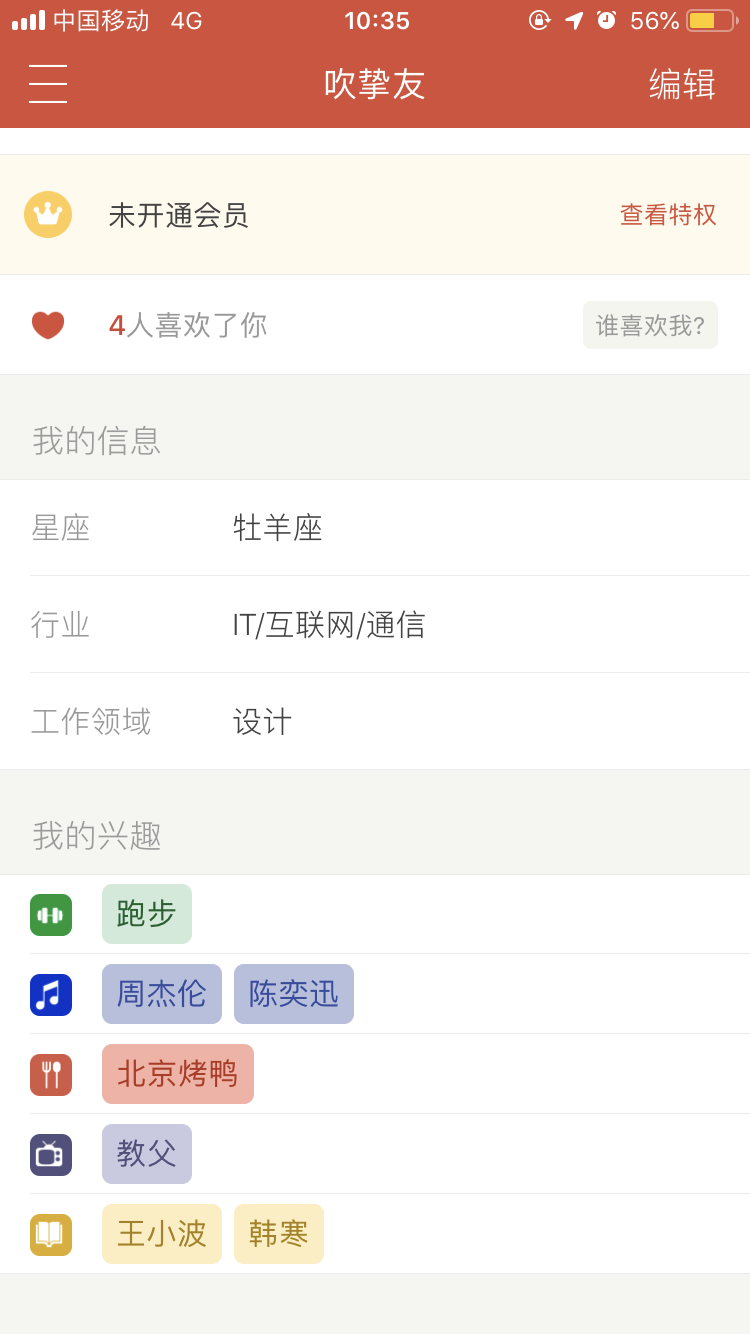 中国移动 4G 10:35 56%
吹挚友 编辑
未开通会员 查看特权
4人喜欢了你 谁喜欢我?
我的信息
星座 牡羊座
行业 IT/互联网/通信
工作领域 设计
我的兴趣
跑步
周杰伦 陈奕迅
北京烤鸭
教父
王小波 韩寒